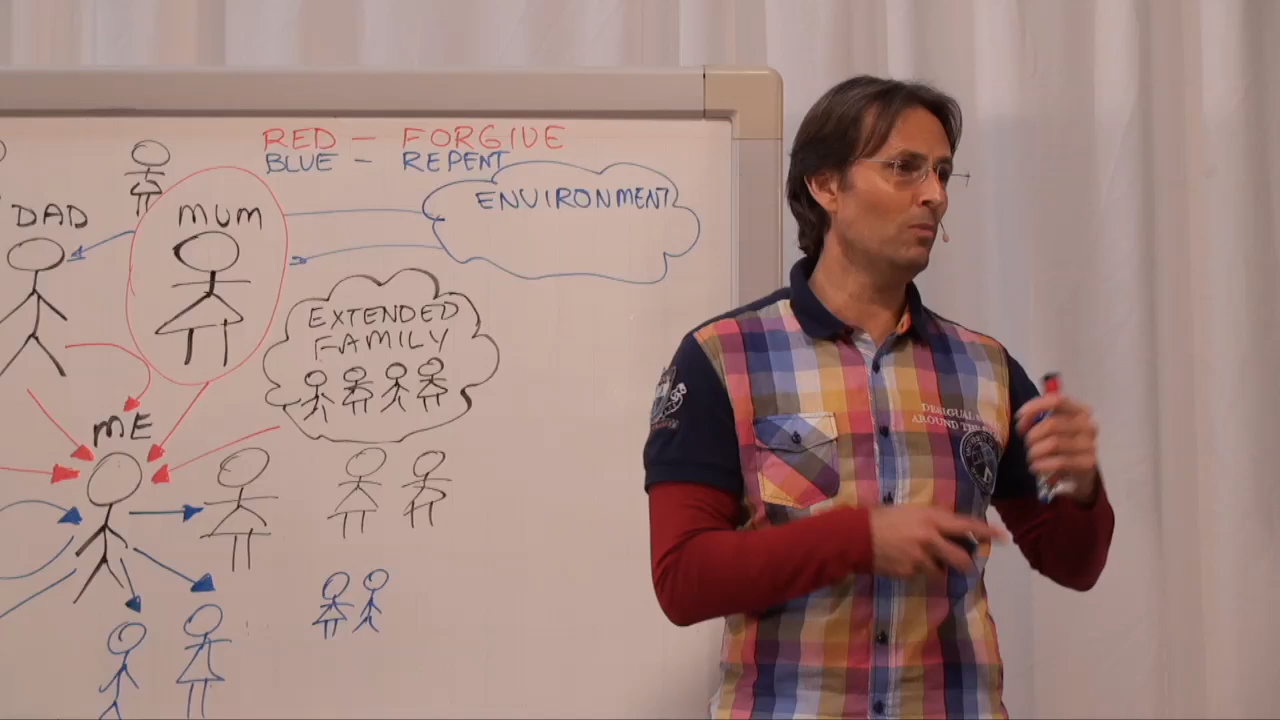 RED - FORGIVE
BLUE - REPENT
ENVIRONMENT
DAD
MUM
EXTENDED
FAMILY
ME